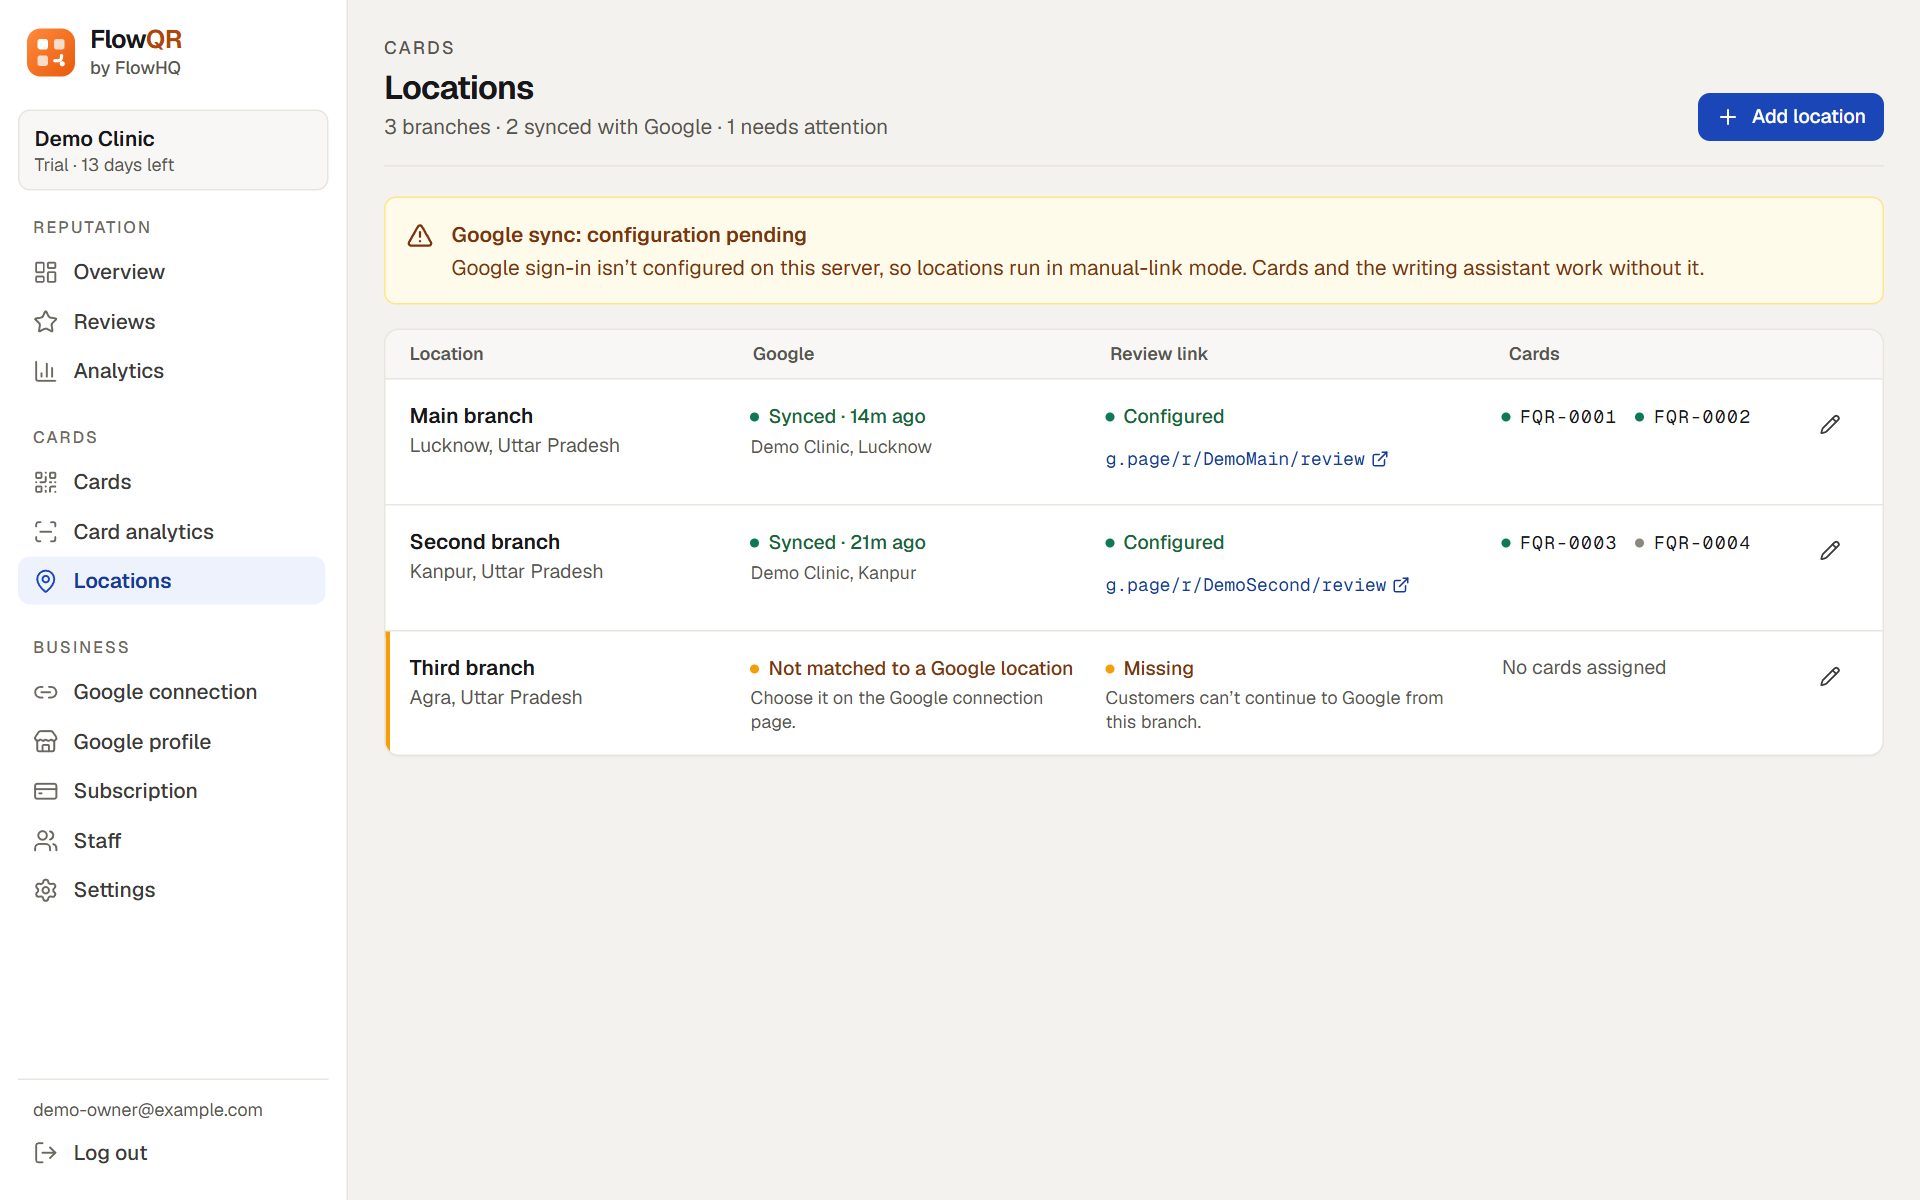 FlowQR
by FlowHQ
Demo Clinic
Trial · 13 days left
REPUTATION
Overview
Reviews
Analytics
CARDS
Cards
Card analytics
Locations
BUSINESS
Google connection
Google profile
Subscription
Staff
Settings
demo-owner@example.com
Log out
CARDS
Locations
3 branches · 2 synced with Google · 1 needs attention
Add location
Google sync: configuration pending
Google sign-in isn’t configured on this server, so locations run in manual-link mode. Cards and the writing assistant work without it.
Location Google Review link Cards
Main branch Synced · 14m ago Configured FQR-0001 FQR-0002
Lucknow, Uttar Pradesh Demo Clinic, Lucknow g.page/r/DemoMain/review
Second branch Synced · 21m ago Configured FQR-0003 FQR-0004
Kanpur, Uttar Pradesh Demo Clinic, Kanpur g.page/r/DemoSecond/review
Third branch Not matched to a Google location Missing No cards assigned
Agra, Uttar Pradesh Choose it on the Google connection Customers can’t continue to Google from
page. this branch.